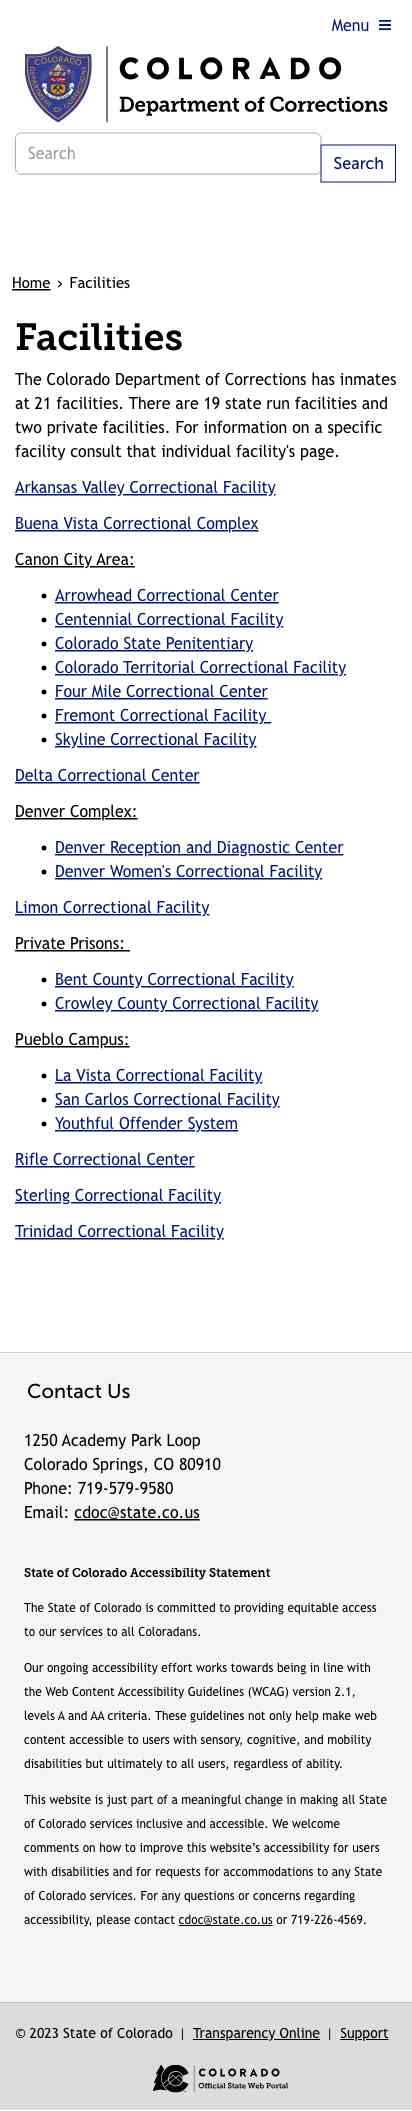 Menu
COLORADO
Department of Corrections
Search
Search
Home › Facilities
Facilities
The Colorado Department of Corrections has inmates
at 21 facilities. There are 19 state run facilities and
two private facilities. For information on a specific
facility consult that individual facility's page.
Arkansas Valley Correctional Facility
Buena Vista Correctional Complex
Canon City Area:
• Arrowhead Correctional Center
• Centennial Correctional Facility
• Colorado State Penitentiary
• Colorado Territorial Correctional Facility
• Four Mile Correctional Center
• Fremont Correctional Facility
• Skyline Correctional Facility
Delta Correctional Center
Denver Complex:
• Denver Reception and Diagnostic Center
• Denver Women's Correctional Facility
Limon Correctional Facility
Private Prisons:
• Bent County Correctional Facility
• Crowley County Correctional Facility
Pueblo Campus:
• La Vista Correctional Facility
• San Carlos Correctional Facility
• Youthful Offender System
Rifle Correctional Center
Sterling Correctional Facility
Trinidad Correctional Facility
Contact Us
1250 Academy Park Loop
Colorado Springs, CO 80910
Phone: 719-579-9580
Email: cdoc@state.co.us
State of Colorado Accessibility Statement
The State of Colorado is committed to providing equitable access
to our services to all Coloradans.
Our ongoing accessibility effort works towards being in line with
the Web Content Accessibility Guidelines (WCAG) version 2.1,
levels A and AA criteria. These guidelines not only help make web
content accessible to users with sensory, cognitive, and mobility
disabilities but ultimately to all users, regardless of ability.
This website is just part of a meaningful change in making all State
of Colorado services inclusive and accessible. We welcome
comments on how to improve this website’s accessibility for users
with disabilities and for requests for accommodations to any State
of Colorado services. For any questions or concerns regarding
accessibility, please contact cdoc@state.co.us or 719-226-4569.
© 2023 State of Colorado | Transparency Online | Support
COLORADO
Official State Web Portal